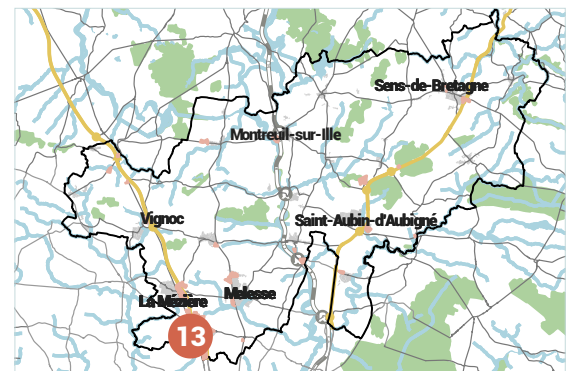 Sens-de-Bretagne
Montreuil-sur-Ille
Vignoc
Saint-Aubin-d'Aubigné
Melesse
La Mézière
13